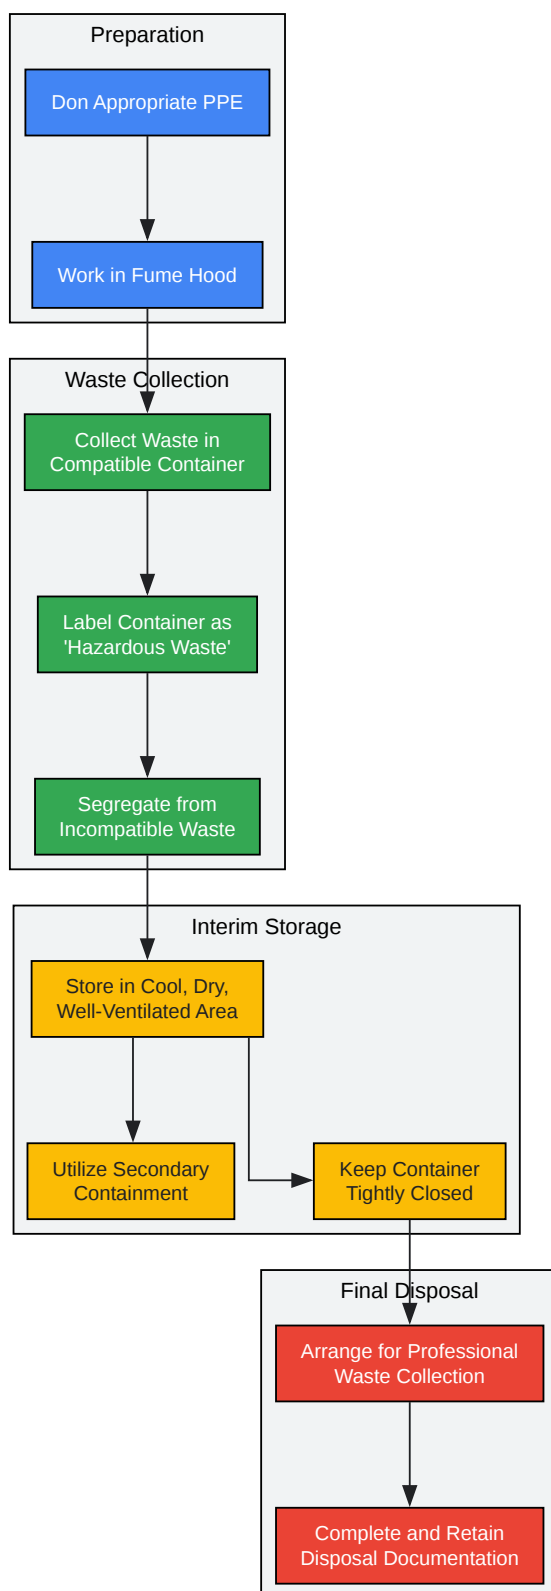 Preparation
Don Appropriate PPE
Work in Fume Hood
Waste Collection
Collect Waste in
Compatible Container
Label Container as
'Hazardous Waste'
Segregate from
Incompatible Waste
Interim Storage
Store in Cool, Dry,
Well-Ventilated Area
Utilize Secondary
Containment
Keep Container
Tightly Closed
Final Disposal
Arrange for Professional
Waste Collection
Complete and Retain
Disposal Documentation